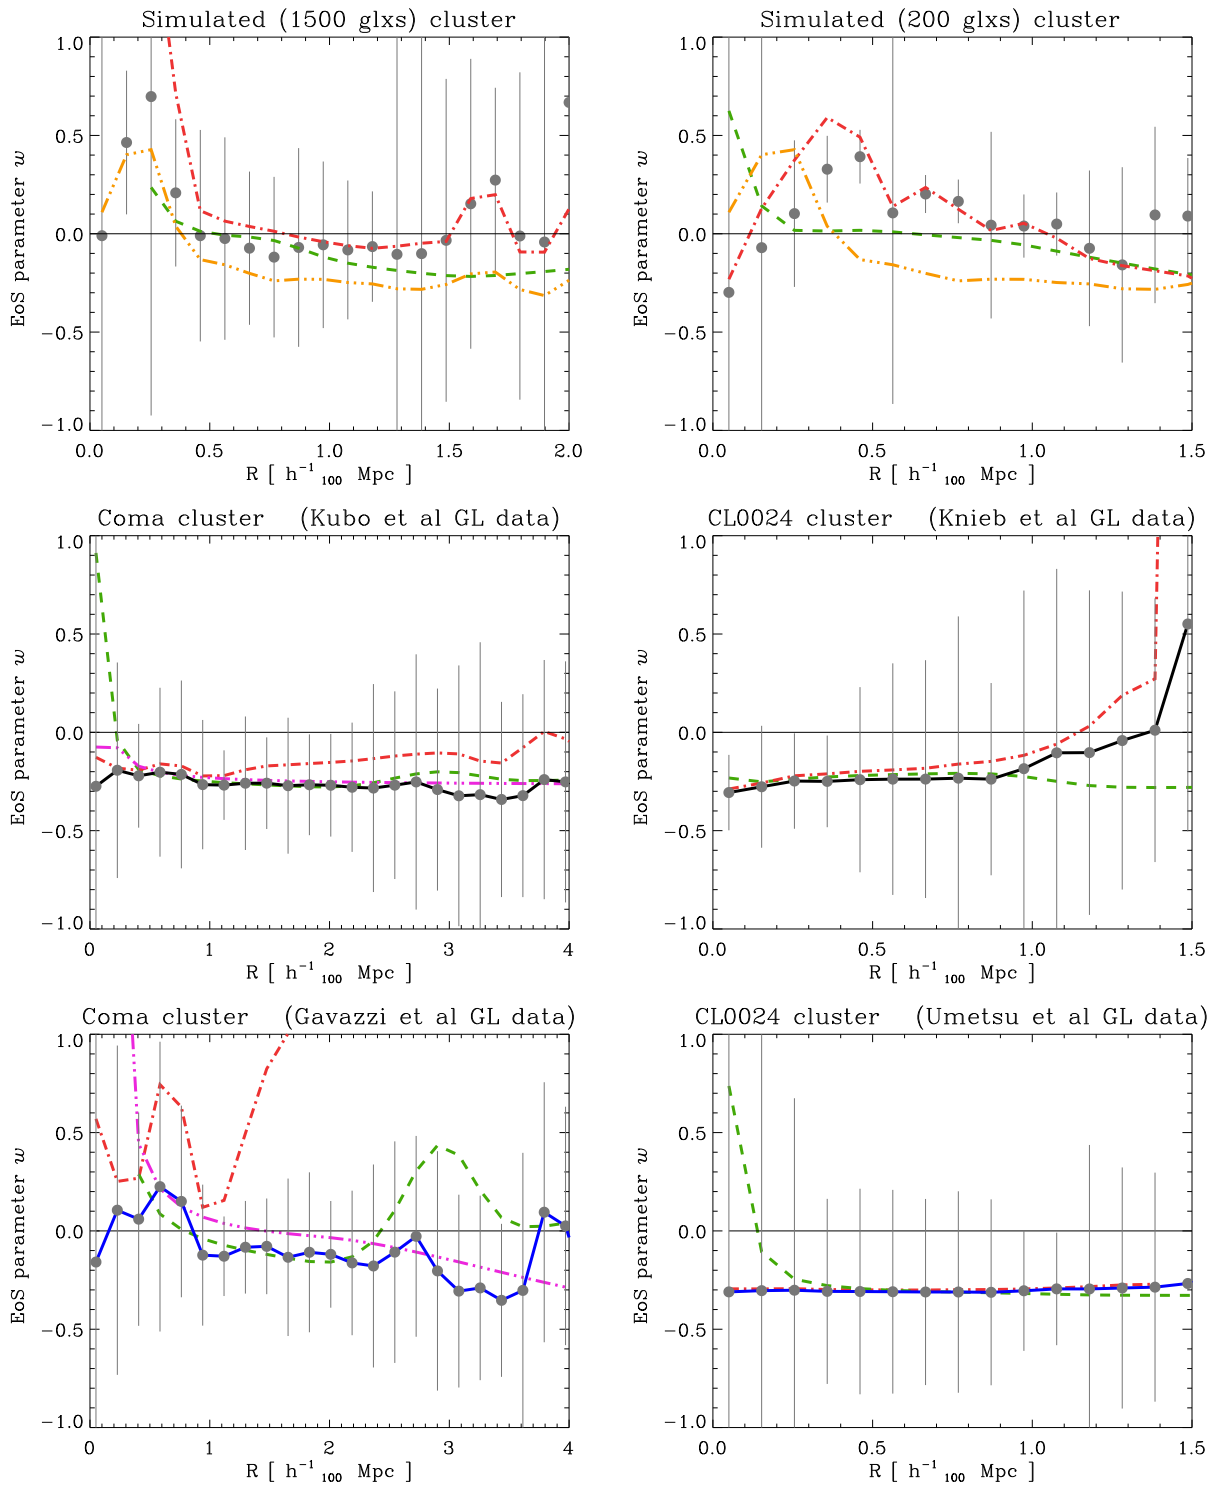 Simulated (1500 glxs) cluster
1.0
0.5
0.0
−0.5
−1.0
EoS parameter w
0.0 0.5 1.0 1.5 2.0
R [ h⁻¹₁₀₀ Mpc ]
Simulated (200 glxs) cluster
1.0
0.5
0.0
−0.5
−1.0
EoS parameter w
0.0 0.5 1.0 1.5
R [ h⁻¹₁₀₀ Mpc ]
Coma cluster (Kubo et al GL data)
1.0
0.5
0.0
−0.5
−1.0
EoS parameter w
0 1 2 3 4
R [ h⁻¹₁₀₀ Mpc ]
CL0024 cluster (Knieb et al GL data)
1.0
0.5
0.0
−0.5
−1.0
EoS parameter w
0.0 0.5 1.0 1.5
R [ h⁻¹₁₀₀ Mpc ]
Coma cluster (Gavazzi et al GL data)
1.0
0.5
0.0
−0.5
−1.0
EoS parameter w
0 1 2 3 4
R [ h⁻¹₁₀₀ Mpc ]
CL0024 cluster (Umetsu et al GL data)
1.0
0.5
0.0
−0.5
−1.0
EoS parameter w
0.0 0.5 1.0 1.5
R [ h⁻¹₁₀₀ Mpc ]